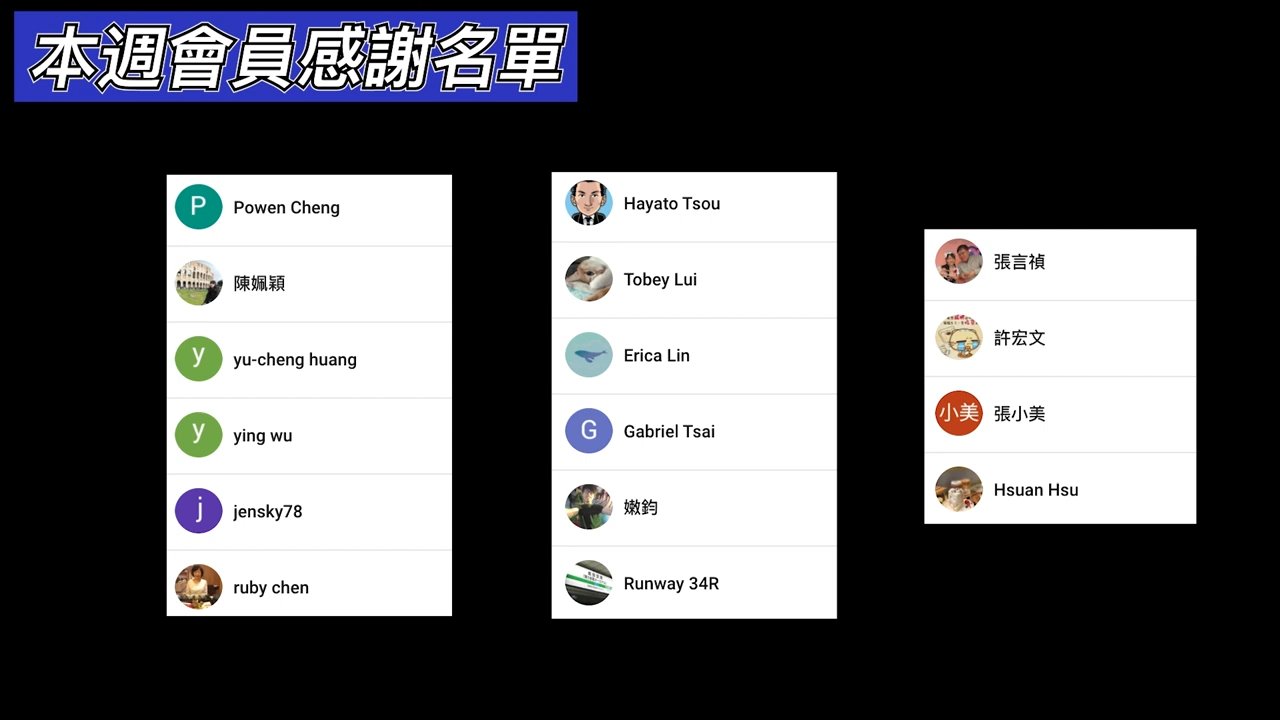 本週會員感謝名單
P
Powen Cheng
陳姵穎
y
yu-cheng huang
y
ying wu
j
jensky78
ruby chen
Hayato Tsou
Tobey Lui
Erica Lin
G
Gabriel Tsai
嫩鈞
Runway 34R
張言禎
許宏文
小美
張小美
Hsuan Hsu